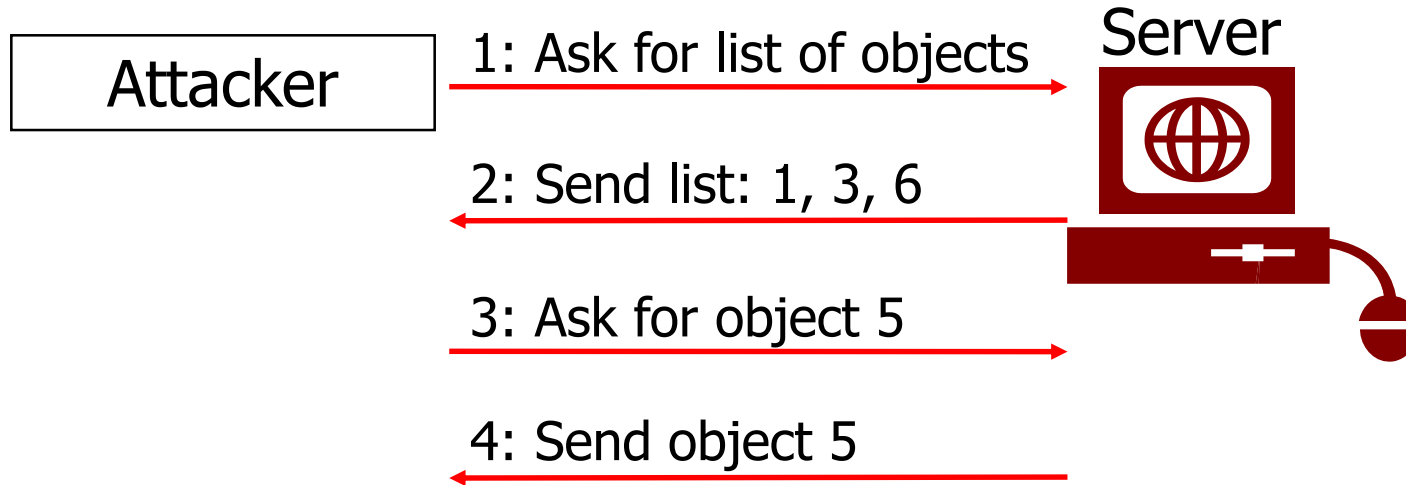 Attacker
Server
1: Ask for list of objects
2: Send list: 1, 3, 6
3: Ask for object 5
4: Send object 5